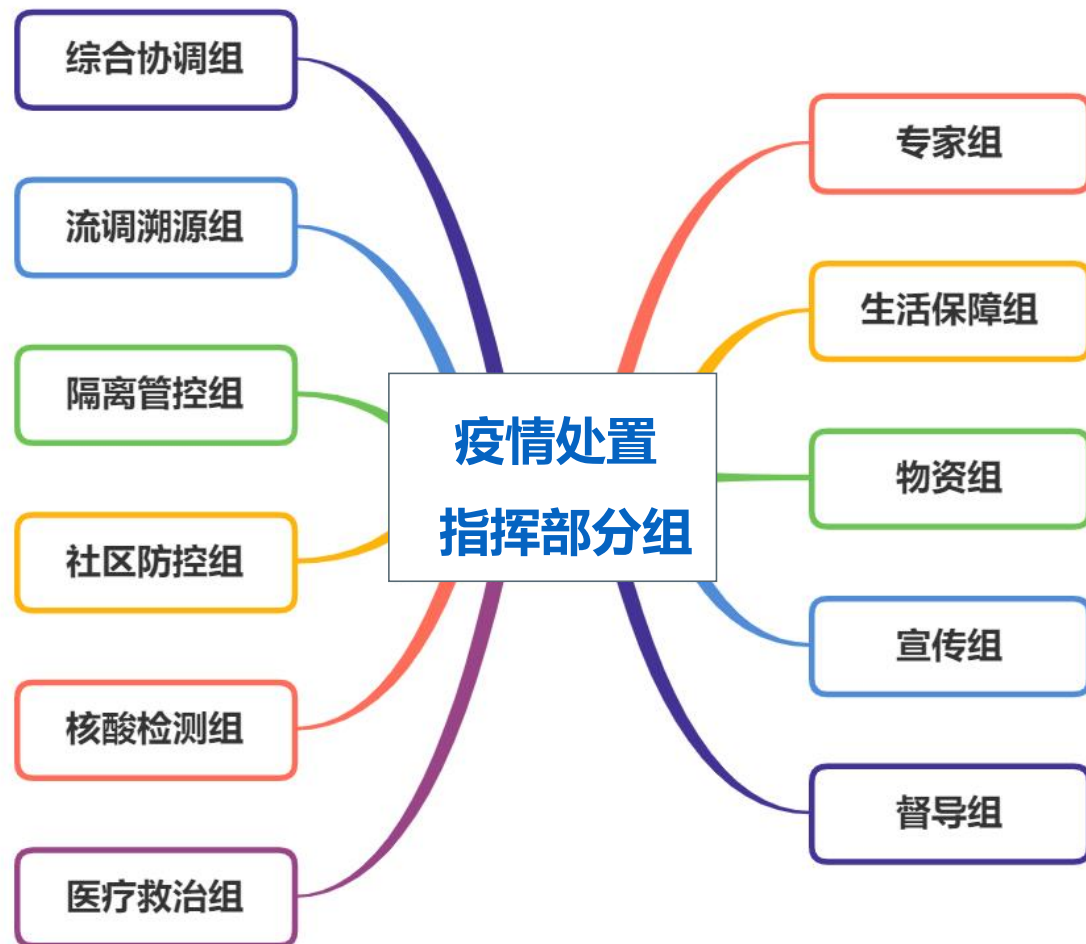 综合协调组
流调溯源组
隔离管控组
社区防控组
核酸检测组
医疗救治组
疫情处置
指挥部分组
专家组
生活保障组
物资组
宣传组
督导组